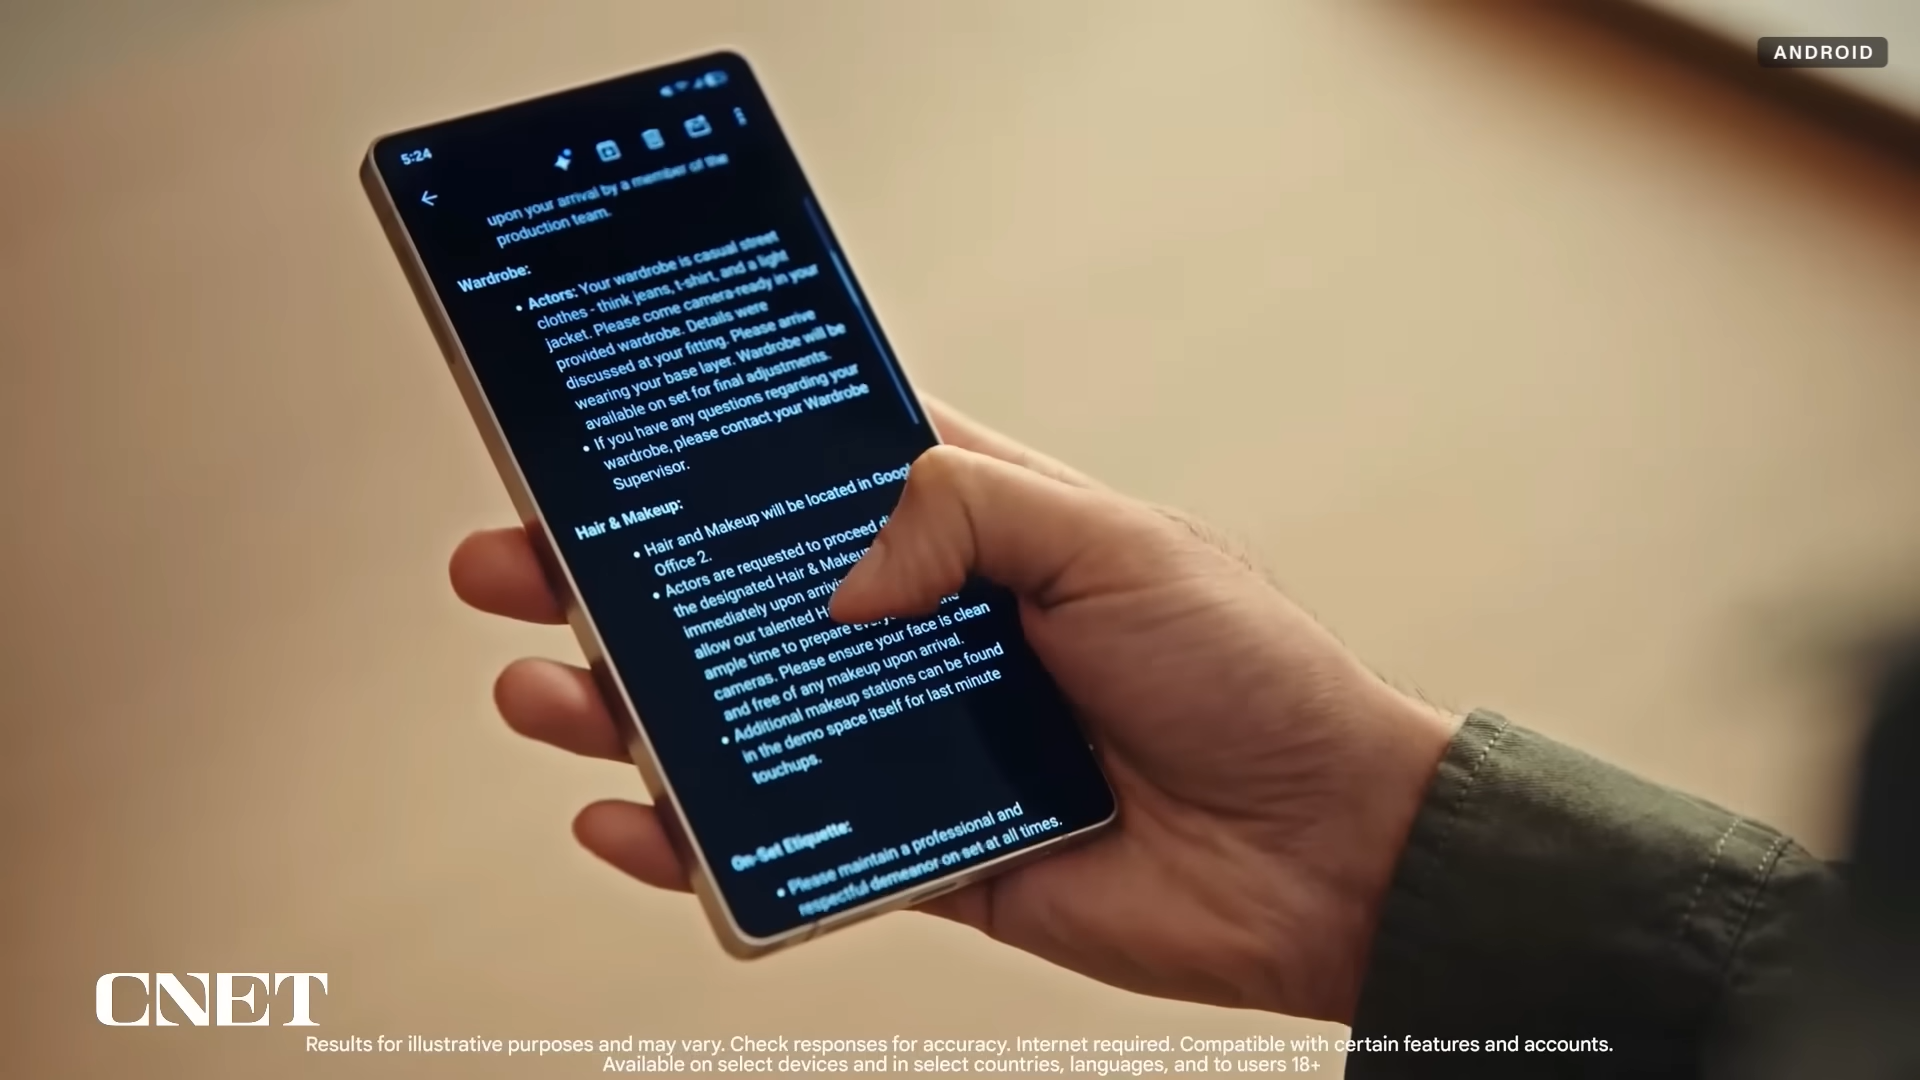 ANDROID
5:24
upon your arrival by a member of the
production team.
Wardrobe:
• Actors: Your wardrobe is casual street
clothes - think jeans, t-shirt, and a light
jacket. Please come camera-ready in your
provided wardrobe. Details were
discussed at your fitting. Please arrive
wearing your base layer. Wardrobe will be
available on set for final adjustments.
• If you have any questions regarding your
wardrobe, please contact your Wardrobe
Supervisor.
Hair & Makeup:
• Hair and Makeup will be located in Googl
Office 2.
• Actors are requested to proceed
the designated Hair & Makeup
immediately upon
allow our talented
ample time to prepare
cameras. Please ensure your face is clean
and free of any makeup upon arrival.
• Additional makeup stations can be found
in the demo space itself for last minute
touchups.
On-Set Etiquette:
• Please maintain a professional and
respectful demeanor on set at all times.
CNET
Results for illustrative purposes and may vary. Check responses for accuracy. Internet required. Compatible with certain features and accounts.
Available on select devices and in select countries, languages, and to users 18+